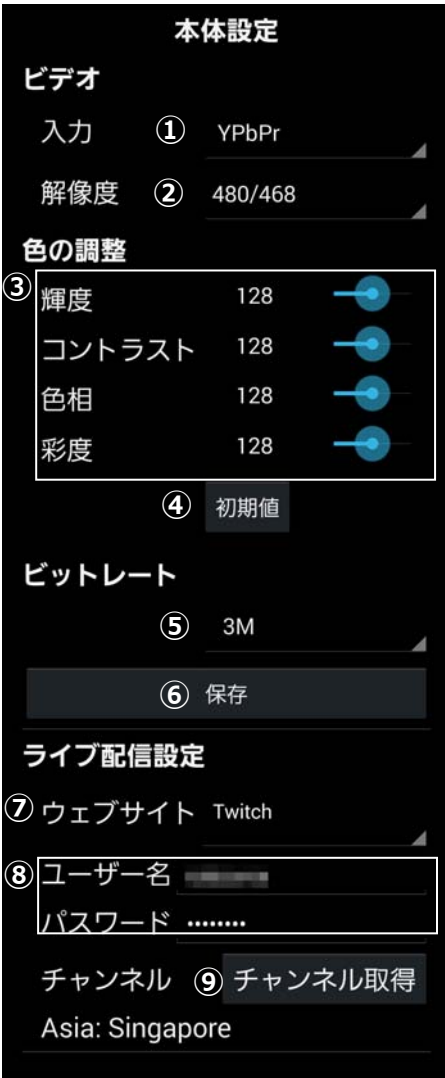 本体設定
ビデオ
入力 ① YPbPr
解像度 ② 480/468
色の調整
③
輝度 128
コントラスト 128
色相 128
彩度 128
④ 初期値
ビットレート
⑤ 3M
⑥ 保存
ライブ配信設定
⑦ ウェブサイト Twitch
⑧ ユーザー名
パスワード ••••••••
チャンネル ⑨ チャンネル取得
Asia: Singapore